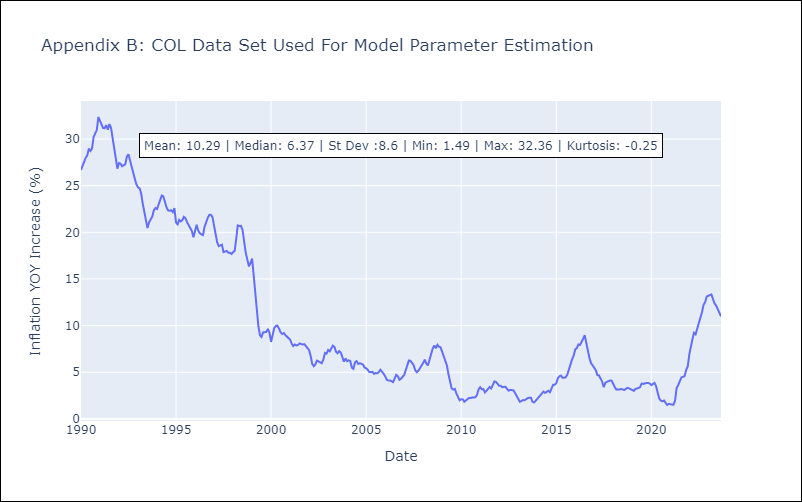 Appendix B: COL Data Set Used For Model Parameter Estimation
Mean: 10.29 | Median: 6.37 | St Dev :8.6 | Min: 1.49 | Max: 32.36 | Kurtosis: -0.25
Inflation YOY Increase (%)
30
25
20
15
10
5
0
1990 1995 2000 2005 2010 2015 2020
Date